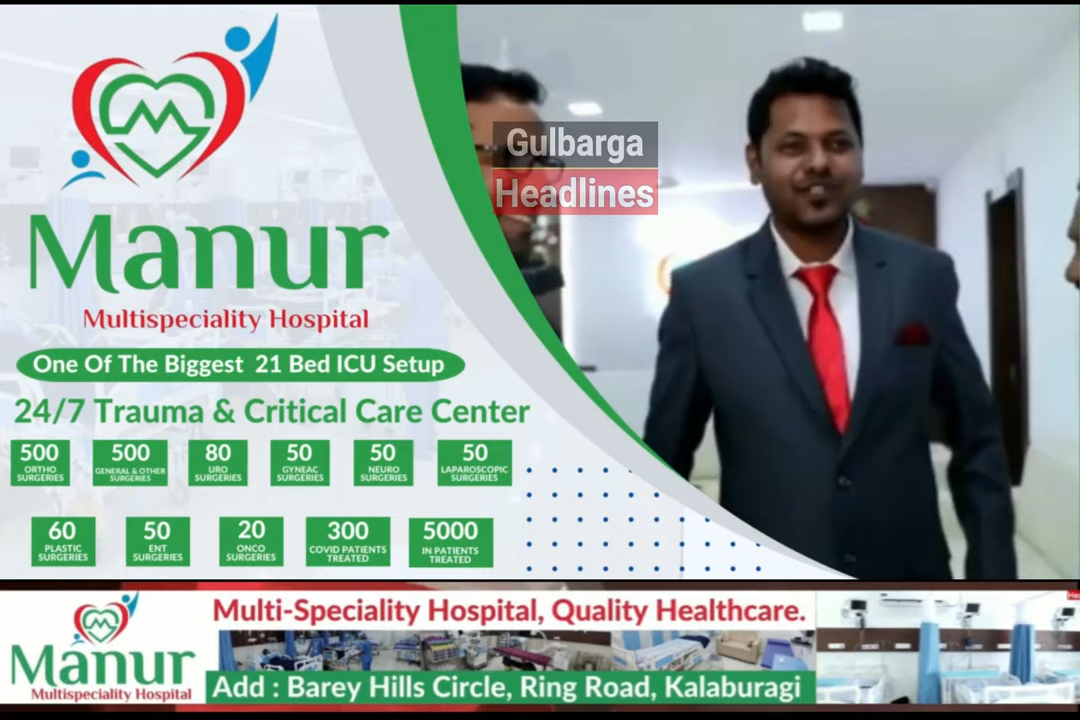 Manur
Multispeciality Hospital
One Of The Biggest 21 Bed ICU Setup
24/7 Trauma & Critical Care Center
500
ORTHO
SURGERIES
500
GENERAL & OTHER
SURGERIES
80
URO
SURGERIES
50
GYNEAC
SURGERIES
50
NEURO
SURGERIES
50
LAPAROSCOPIC
SURGERIES
60
PLASTIC
SURGERIES
50
ENT
SURGERIES
20
ONCO
SURGERIES
300
COVID PATIENTS
TREATED
5000
IN PATIENTS
TREATED
Gulbarga
Headlines
Manur
Multispeciality Hospital
Multi-Speciality Hospital, Quality Healthcare.
Add : Barey Hills Circle, Ring Road, Kalaburagi